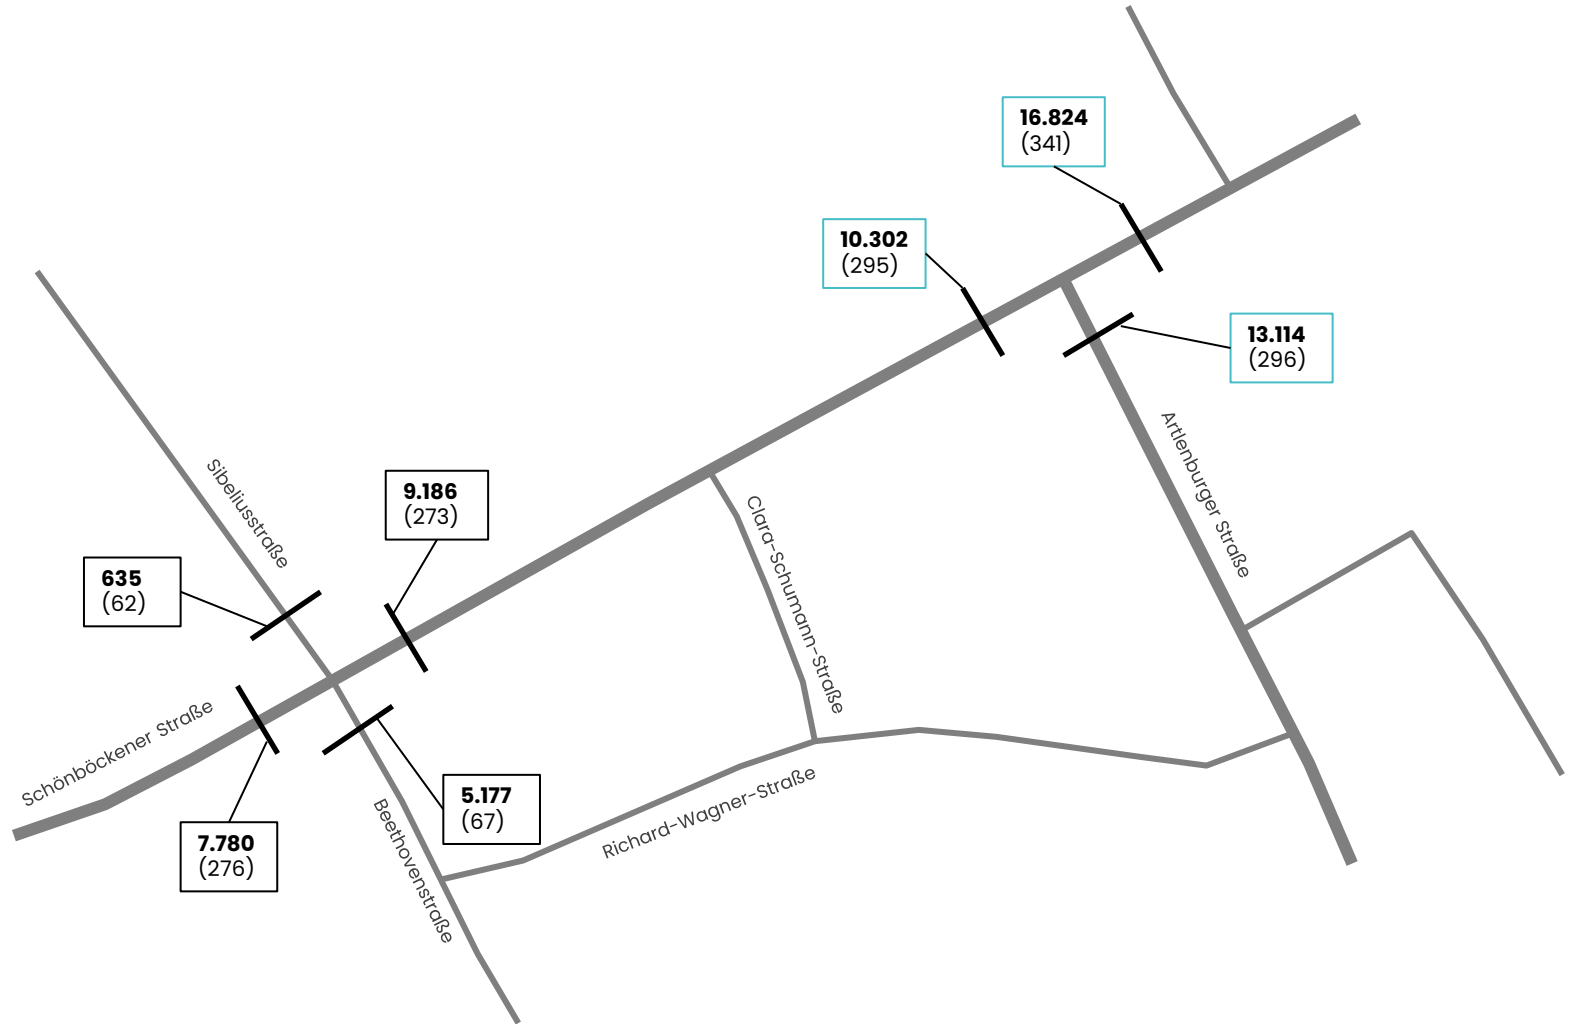 16.824
(341)
10.302
(295)
13.114
(296)
Artlenburger Straße
Sibeliusstraße
9.186
(273)
Clara-Schumann-Straße
635
(62)
Schönböckener Straße
5.177
(67)
7.780
(276)
Beethovenstraße
Richard-Wagner-Straße